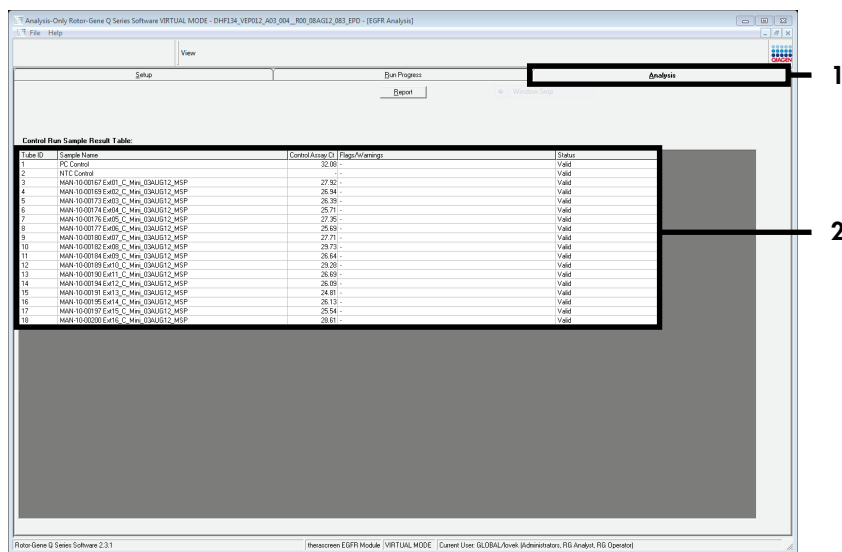 Analysis-Only Rotor-Gene Q Series Software VIRTUAL MODE - DHF134_VEP012_A03_004__R00_08AG12_083_EPD - [EGFR Analysis]
File Help
View
QIAGEN
Setup Run Progress Analysis 1
Report
Control Run Sample Result Table:
Tube ID Sample Name Control Assay Ct Flags/Warnings Status
1 PC Control 32.08 - Valid
2 NTC Control - - Valid
3 MAN-10-00167 Ext01_C_Mini_03AUG12_MSP 27.92 - Valid
4 MAN-10-00169 Ext02_C_Mini_03AUG12_MSP 26.94 - Valid
5 MAN-10-00173 Ext03_C_Mini_03AUG12_MSP 26.39 - Valid
6 MAN-10-00174 Ext04_C_Mini_03AUG12_MSP 25.71 - Valid
7 MAN-10-00176 Ext05_C_Mini_03AUG12_MSP 27.35 - Valid
8 MAN-10-00177 Ext06_C_Mini_03AUG12_MSP 25.69 - Valid
9 MAN-10-00180 Ext07_C_Mini_03AUG12_MSP 27.71 - Valid
2
10 MAN-10-00182 Ext08_C_Mini_03AUG12_MSP 29.73 - Valid
11 MAN-10-00184 Ext09_C_Mini_03AUG12_MSP 26.64 - Valid
12 MAN-10-00189 Ext10_C_Mini_03AUG12_MSP 29.28 - Valid
13 MAN-10-00190 Ext11_C_Mini_03AUG12_MSP 26.69 - Valid
14 MAN-10-00194 Ext12_C_Mini_03AUG12_MSP 26.09 - Valid
15 MAN-10-00191 Ext13_C_Mini_03AUG12_MSP 24.81 - Valid
16 MAN-10-00195 Ext14_C_Mini_03AUG12_MSP 26.13 - Valid
17 MAN-10-00197 Ext15_C_Mini_03AUG12_MSP 25.54 - Valid
18 MAN-10-00200 Ext16_C_Mini_03AUG12_MSP 28.61 - Valid
Rotor-Gene Q Series Software 2.3.1 therascreen EGFR Module VIRTUAL MODE Current User: GLOBAL/lovek (Administrators, RG Analyst, RG Operator)